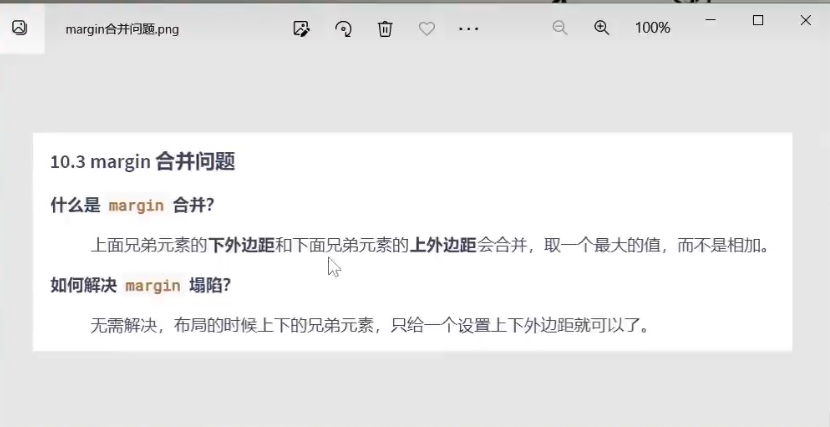 margin合并问题.png
100%
10.3 margin 合并问题
什么是 margin 合并?
上面兄弟元素的下外边距和下面兄弟元素的上外边距会合并，取一个最大的值，而不是相加。
如何解决 margin 塌陷?
无需解决，布局的时候上下的兄弟元素，只给一个设置上下外边距就可以了。